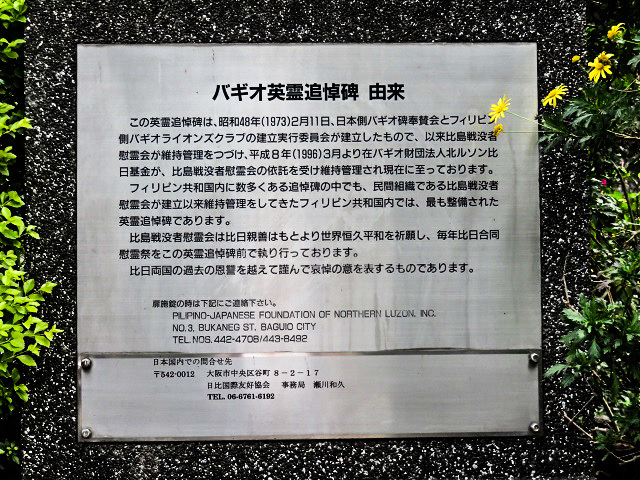 バギオ英霊追悼碑 由来
この英霊追悼碑は、昭和48年(1973)2月11日、日本側バギオ碑奉賛会とフィリピン
側バギオライオンズクラブの建立実行委員会が建立したもので、以来比島戦没者
慰霊会が維持管理をつづけ、平成8年(1996)3月より在バギオ財団法人北ルソン比
日基金が、比島戦没者慰霊会の依託を受け維持管理され現在に至っております。
フィリピン共和国内に数多くある追悼碑の中でも、民間組織である比島戦没者
慰霊会が建立以来維持管理をしてきたフィリピン共和国内では、最も整備された
英霊追悼碑であります。
比島戦没者慰霊会は比日親善はもとより世界恒久平和を祈願し、毎年比日合同
慰霊祭をこの英霊追悼碑前で執り行っております。
比日両国の過去の恩讐を越えて謹んで哀悼の意を表するものであります。
扉施錠の時は下記にご連絡下さい。
PILIPINO-JAPANESE FOUNDATION OF NORTHERN LUZON, INC.
NO.3, BUKANEG ST. BAGUIO CITY
TEL.NOS.442-4708/443-8492
日本国内での問合せ先
〒542-0012 大阪市中央区谷町8-2-17
日比国際友好協会 事務局 瀬川和久
TEL. 06-6761-6192